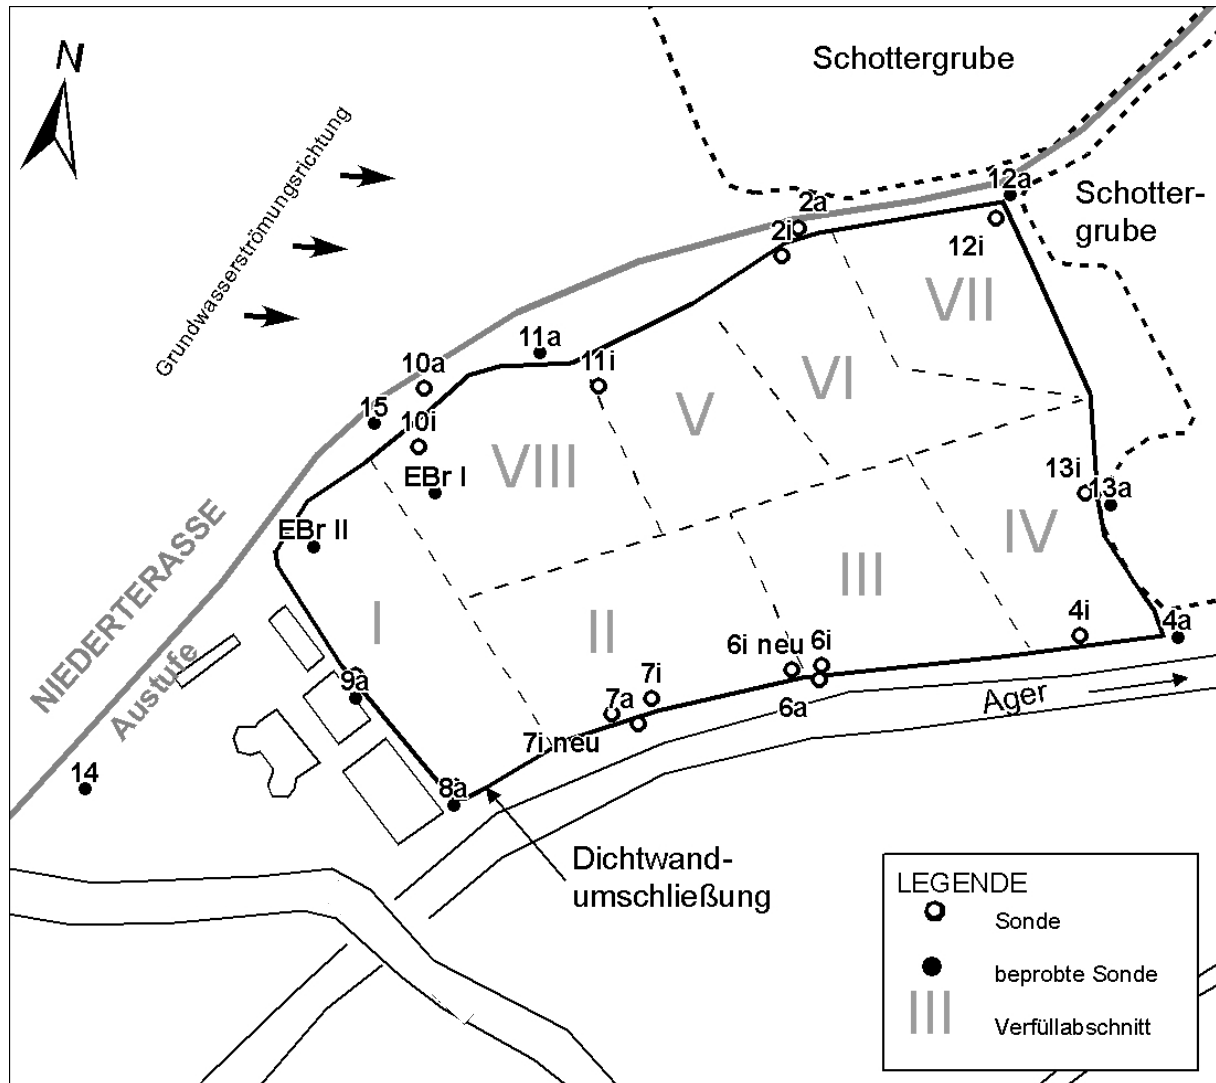 Schottergrube
N
Grundwasserströmungsrichtung
12a
Schotter-
grube
2a
2i
12i
VII
11a
10a
11i
VI
V
15
10i
VIII
EBr I
13i
13a
EBr II
IV
NIEDERTERASSE
Austufe
I
II
III
4i
4a
6i neu
6i
9a
7i
7a
6a
Ager
7i neu
14
8a
Dichtwand-
umschließung
LEGENDE
Sonde
beprobte Sonde
III
Verfüllabschnitt